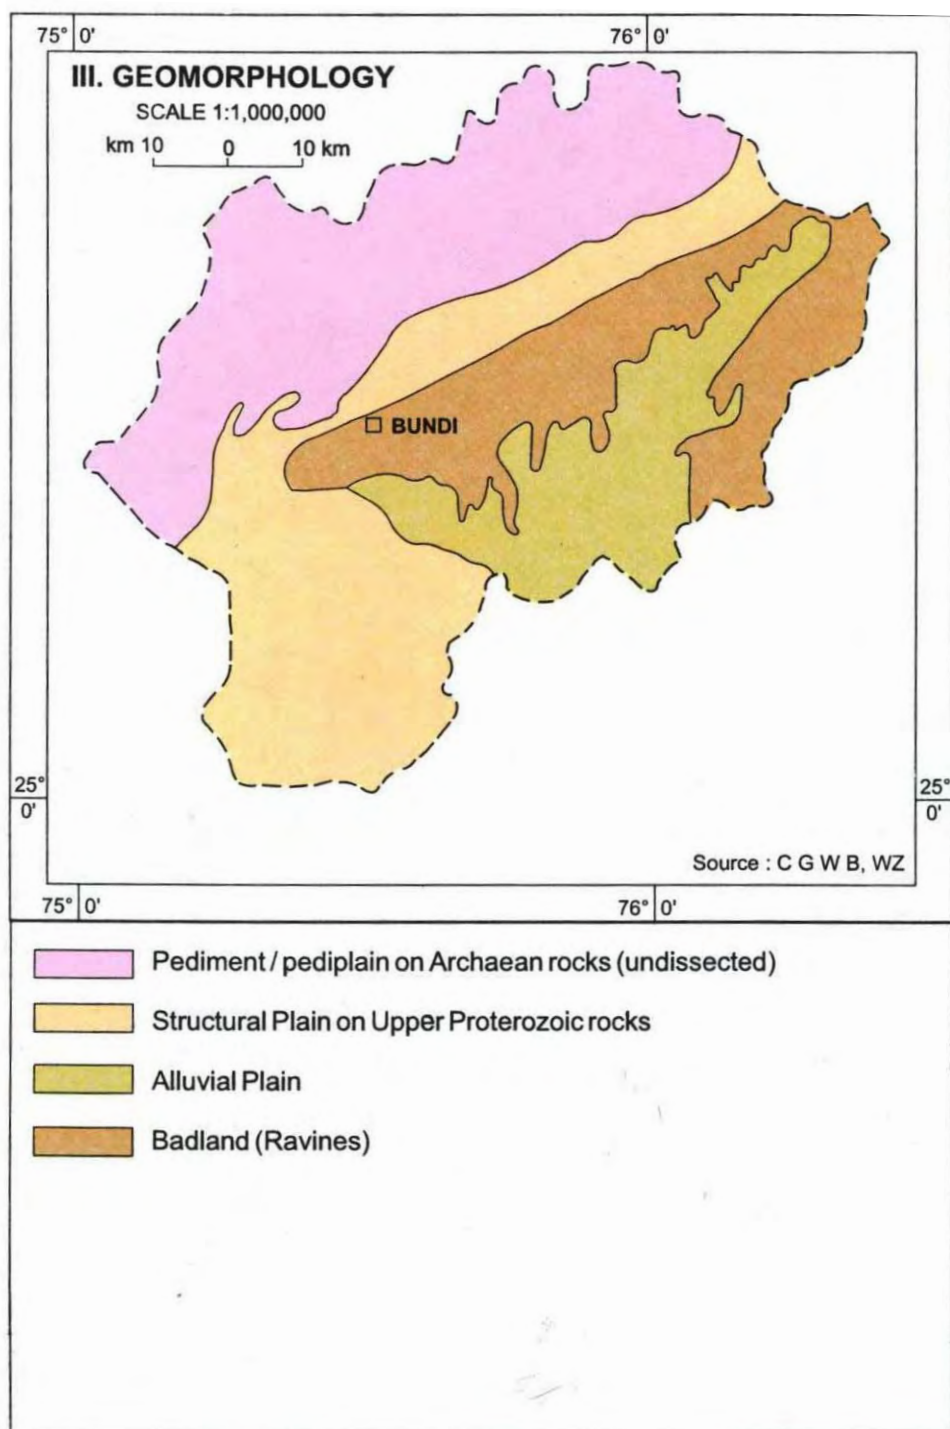 75° 0' 76° 0'
III. GEOMORPHOLOGY
SCALE 1:1,000,000
km 10 0 10 km
BUNDI
25° 0' 25° 0'
Source : C G W B, WZ
75° 0' 76° 0'
Pediment / pediplain on Archaean rocks (undissected)
Structural Plain on Upper Proterozoic rocks
Alluvial Plain
Badland (Ravines)